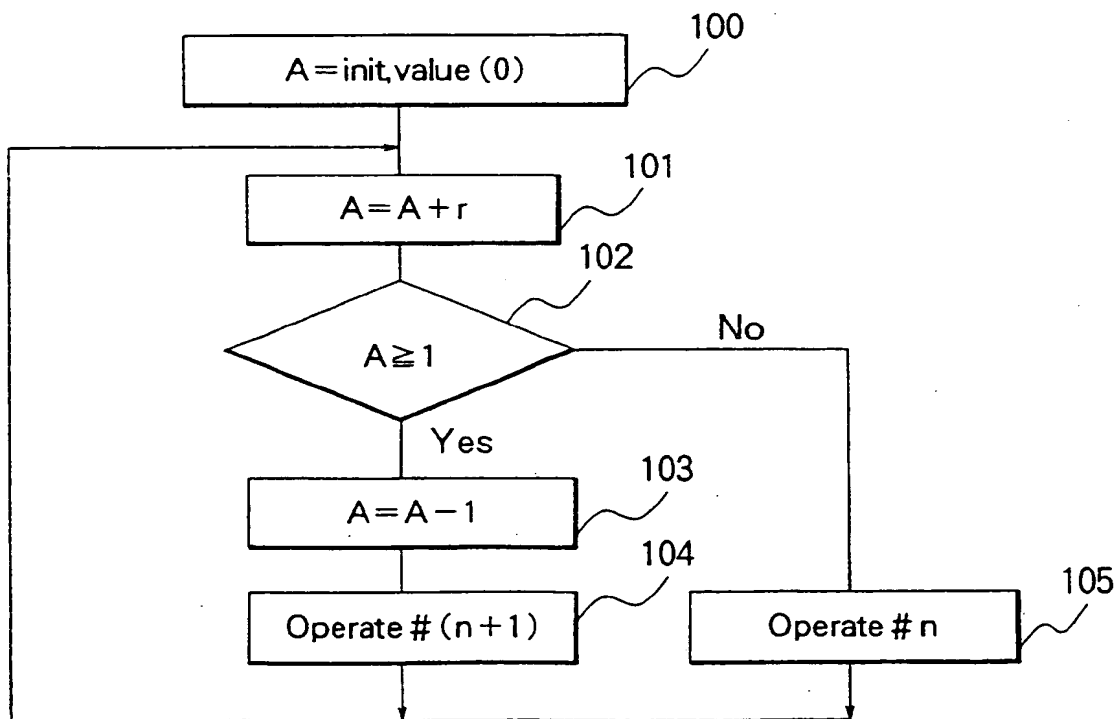 100
A=init,value (0)
101
A=A+r
102
No
A≧1
Yes
103
A=A−1
104
105
Operate # (n+1)
Operate # n